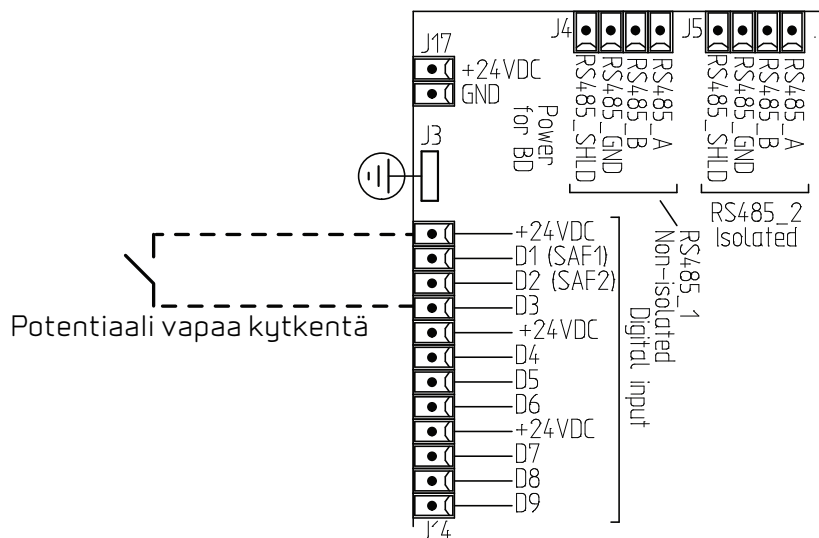 J17
+24VDC
GND
J3
Power
for BD
J4
RS485_SHLD
RS485_GND
RS485_B
RS485_A
RS485_1
Non-isolated
J5
RS485_SHLD
RS485_GND
RS485_B
RS485_A
RS485_2
Isolated
+24VDC
D1 (SAF1)
D2 (SAF2)
D3
+24VDC
D4
D5
D6
+24VDC
D7
D8
D9
J14
Digital input
Potentiaali vapaa kytkentä